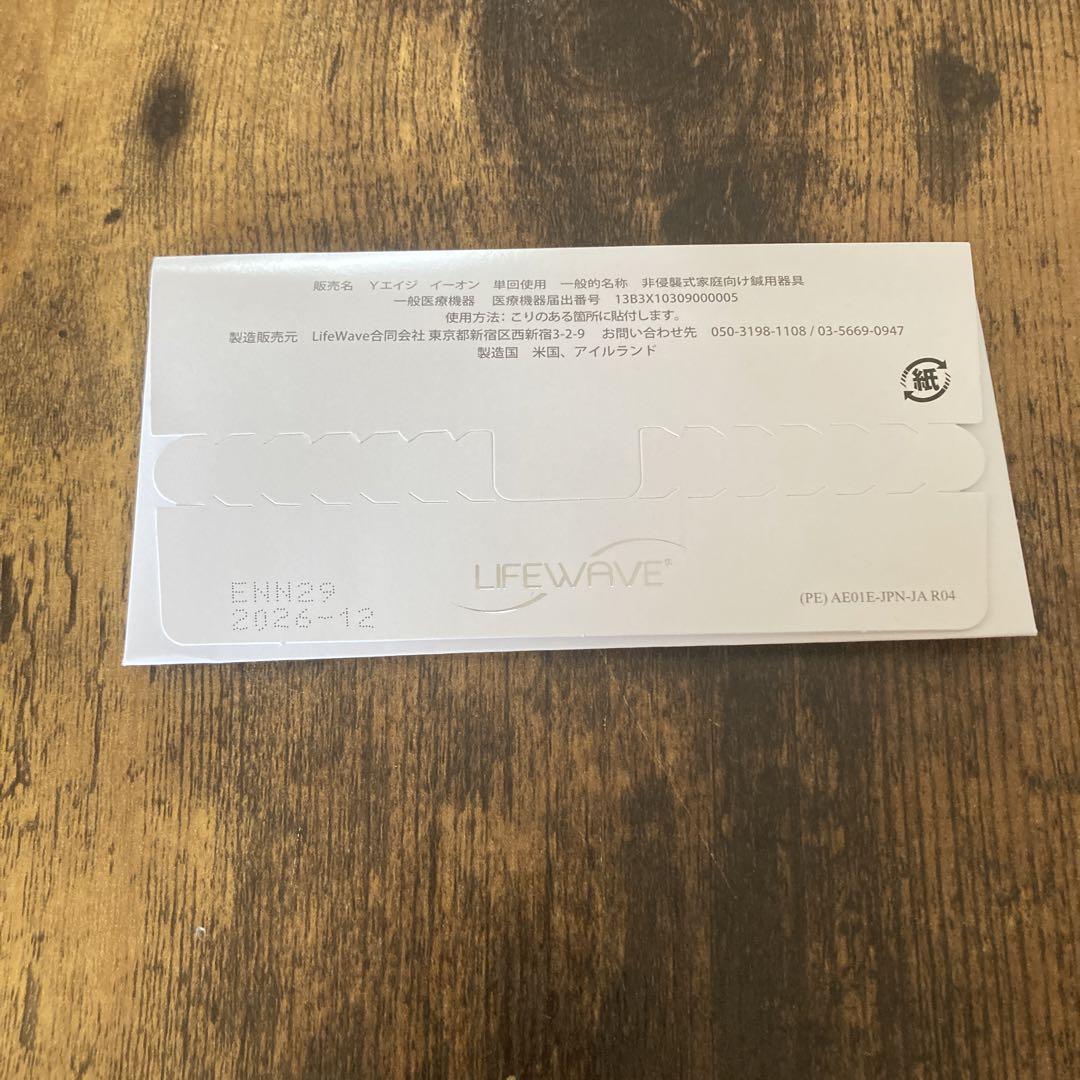 販売名　Yエイジ　イーオン　単回使用　一般的名称　非侵襲式家庭向け鍼用器具
一般医療機器　医療機器届出番号　13B3X10309000005
使用方法：こりのある箇所に貼付します。
製造販売元　LifeWave合同会社 東京都新宿区西新宿3-2-9　お問い合わせ先　050-3198-1108 / 03-5669-0947
製造国　米国、アイルランド
紙
LIFEWAVE
ENN29
2026-12
(PE) AE01E-JPN-JA R04